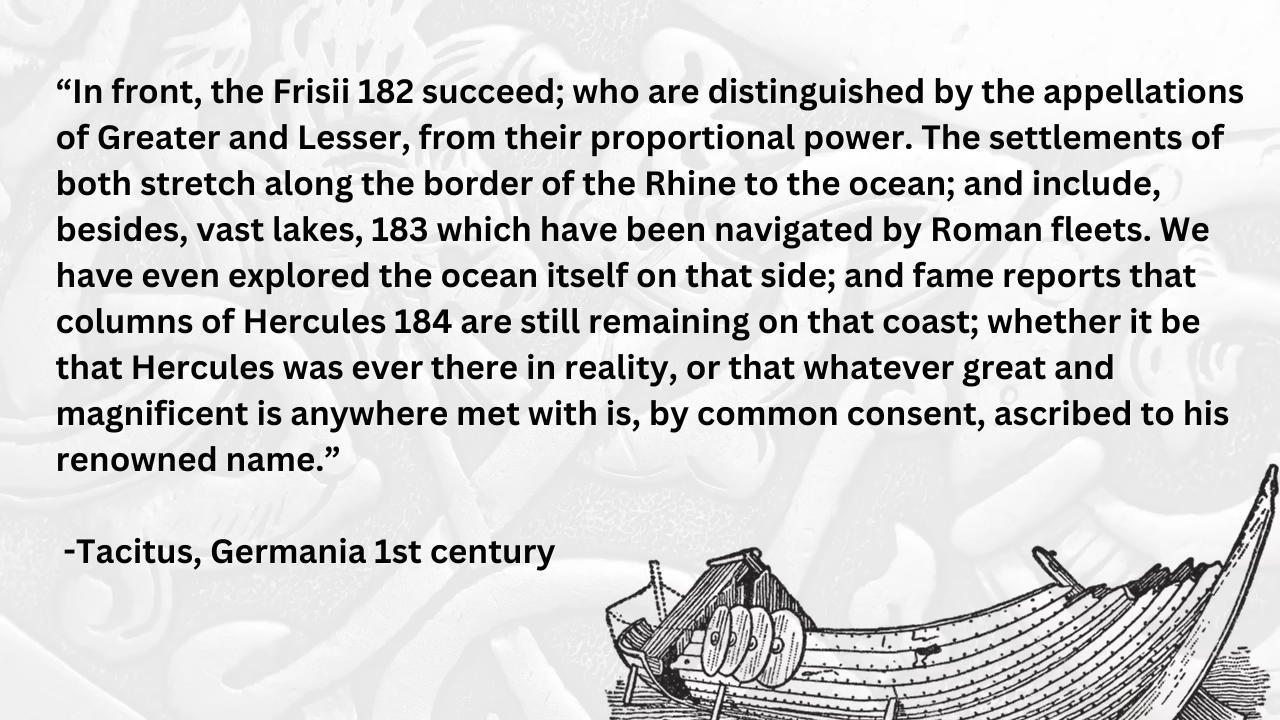 “In front, the Frisii 182 succeed; who are distinguished by the appellations
of Greater and Lesser, from their proportional power. The settlements of
both stretch along the border of the Rhine to the ocean; and include,
besides, vast lakes, 183 which have been navigated by Roman fleets. We
have even explored the ocean itself on that side; and fame reports that
columns of Hercules 184 are still remaining on that coast; whether it be
that Hercules was ever there in reality, or that whatever great and
magnificent is anywhere met with is, by common consent, ascribed to his
renowned name.”
-Tacitus, Germania 1st century